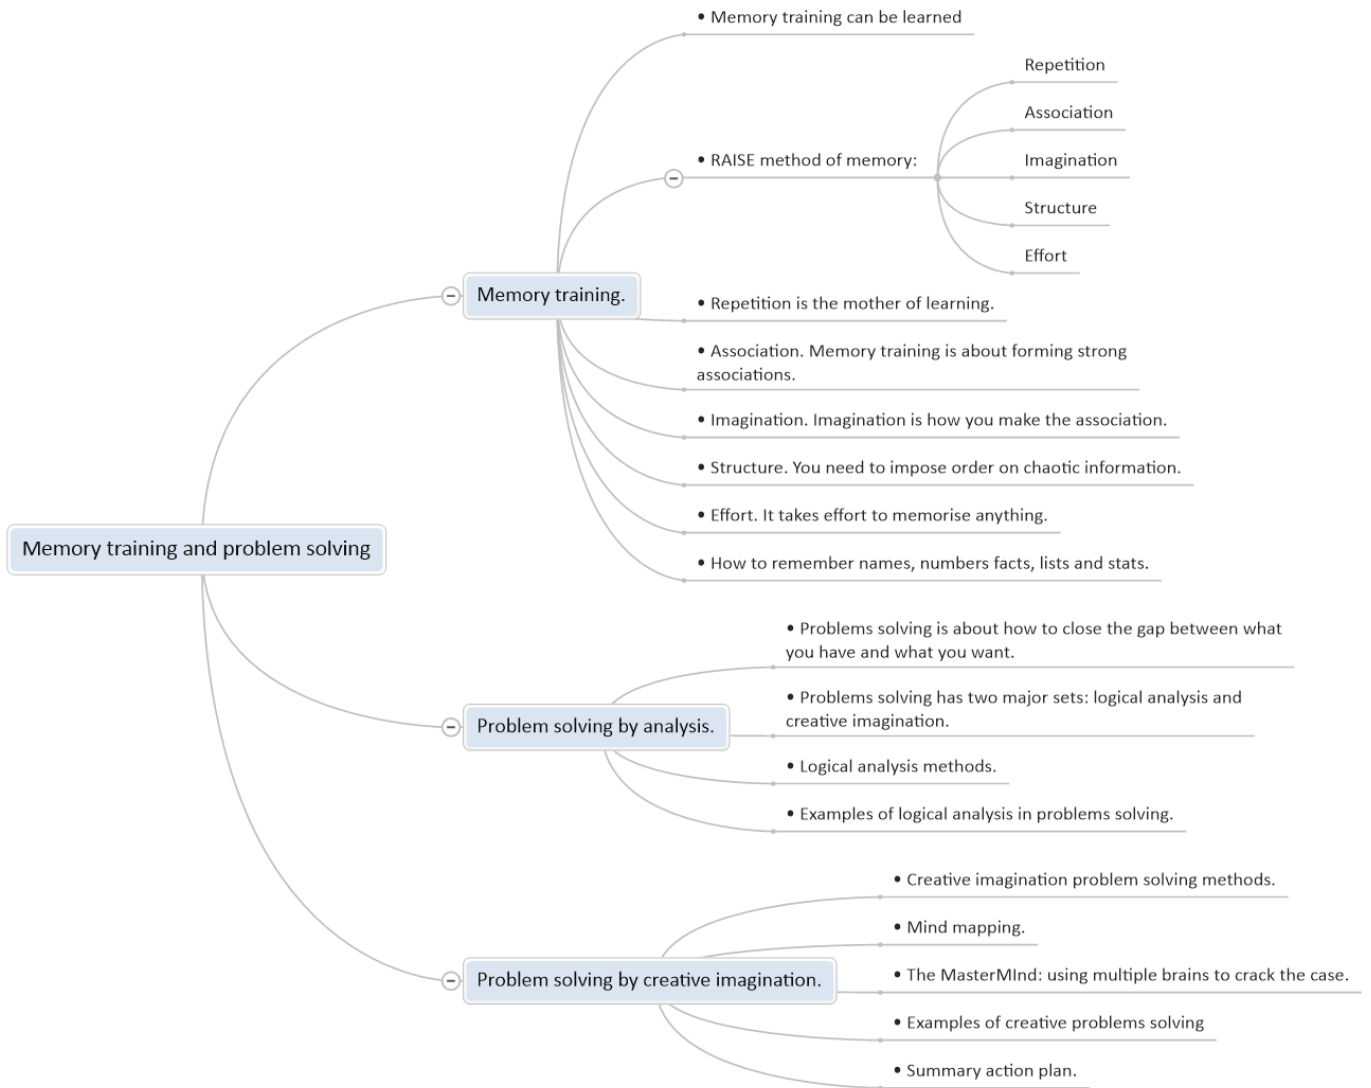 Memory training and problem solving
Memory training.
• Memory training can be learned
• RAISE method of memory:
Repetition
Association
Imagination
Structure
Effort
• Repetition is the mother of learning.
• Association. Memory training is about forming strong
associations.
• Imagination. Imagination is how you make the association.
• Structure. You need to impose order on chaotic information.
• Effort. It takes effort to memorise anything.
• How to remember names, numbers facts, lists and stats.
Problem solving by analysis.
• Problems solving is about how to close the gap between what
you have and what you want.
• Problems solving has two major sets: logical analysis and
creative imagination.
• Logical analysis methods.
• Examples of logical analysis in problems solving.
Problem solving by creative imagination.
• Creative imagination problem solving methods.
• Mind mapping.
• The MasterMInd: using multiple brains to crack the case.
• Examples of creative problems solving
• Summary action plan.